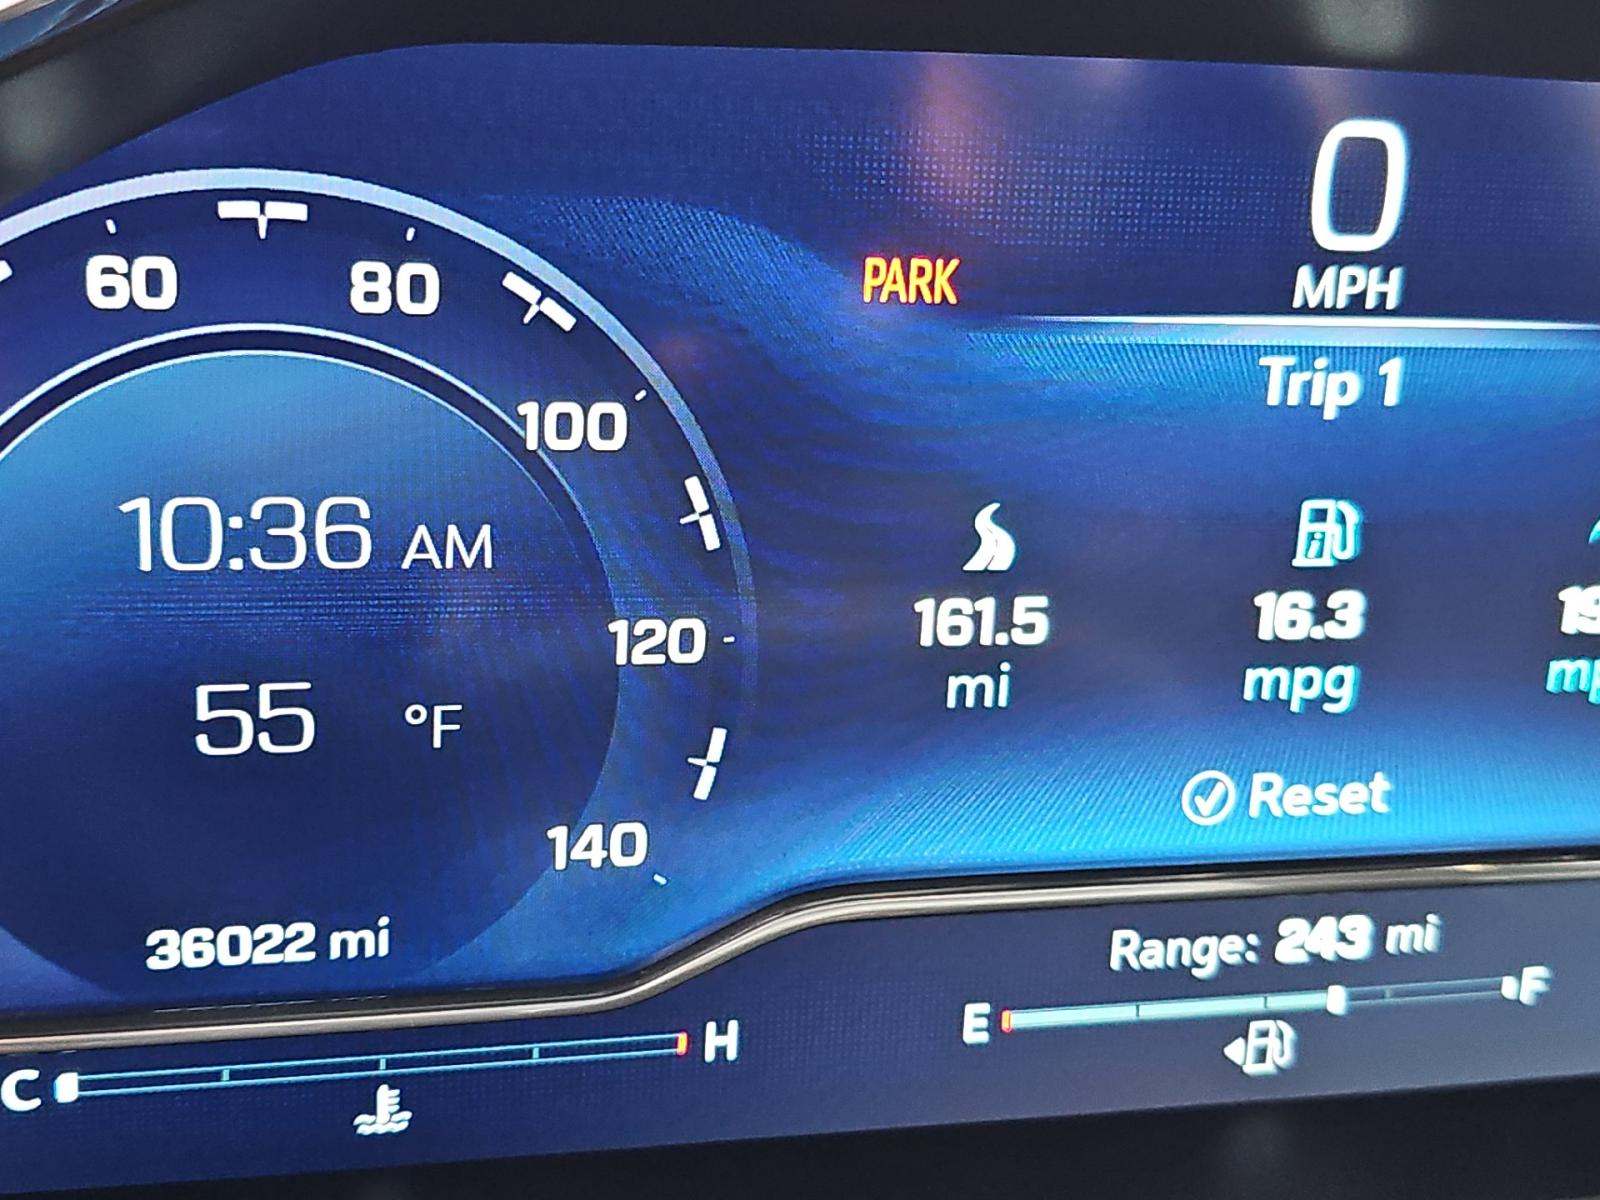 0
MPH
60
80
PARK
Trip 1
100
10:36 AM
161.5
mi
16.3
mpg
120
55 °F
Reset
140
36022 mi
Range: 243 mi
E
F
C
H